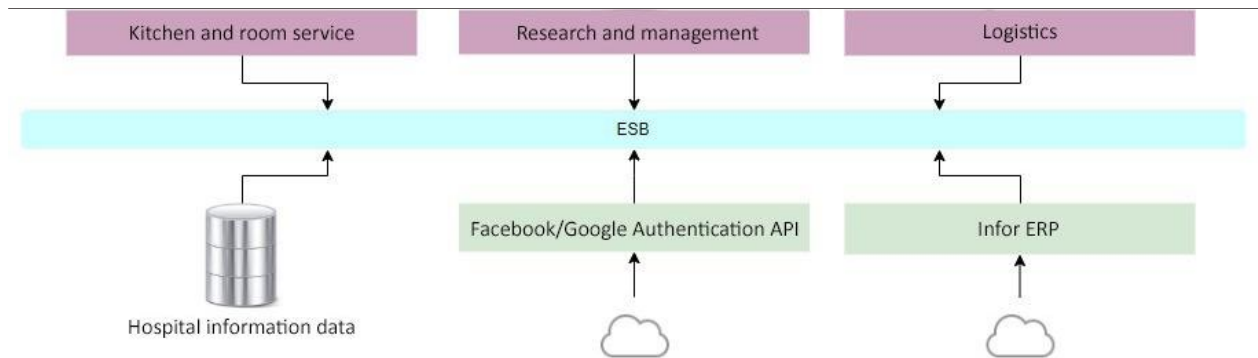 Kitchen and room service
Research and management
Logistics
ESB
Facebook/Google Authentication API
Infor ERP
Hospital information data